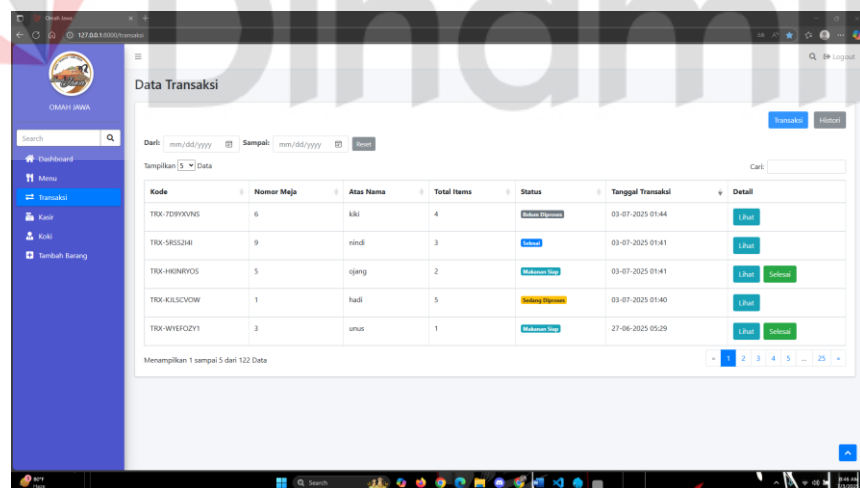 Dinami
Omah Jawa
127.0.0.1:8000/transaksi
Logout
OMAH JAWA
Data Transaksi
Transaksi Histori
Search
Dari: mm/dd/yyyy Sampai: mm/dd/yyyy Reset
Dashboard
Menu
Transaksi
Kasir
Koki
Tambah Barang
Tampilkan 5 Data
Cari:
Kode Nomor Meja Atas Nama Total Items Status Tanggal Transaksi Detail
TRX-7D9YXVNS 6 kiki 4 Belum Diproses 03-07-2025 01:44 Lihat
TRX-5RSS2I4I 9 nindi 3 Selesai 03-07-2025 01:41 Lihat
TRX-HKINRYOS 5 ojang 2 Makanan Siap 03-07-2025 01:41 Lihat Selesai
TRX-KJLSCVOW 1 hadi 5 Sedang Diproses 03-07-2025 01:40 Lihat
TRX-WYEFOZY1 3 unus 1 Makanan Siap 27-06-2025 05:29 Lihat Selesai
Menampilkan 1 sampai 5 dari 122 Data
« 1 2 3 4 5 ... 25 »
80°F
Haze
Search
8:46 AM